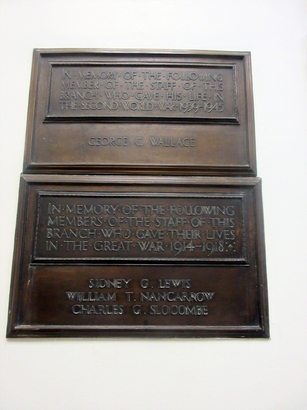 IN MEMORY OF THE FOLLOWING
MEMBERS OF THE STAFF OF THIS
BRANCH WHO GAVE HIS LIFE IN
THE SECOND WORLD WAR 1939-1945
GEORGE C. WALLACE
IN MEMORY OF THE FOLLOWING
MEMBERS OF THE STAFF OF THIS
BRANCH WHO GAVE THEIR LIVES
IN THE GREAT WAR 1914-1918
SIDNEY G. LEWIS
WILLIAM T. NANCARROW
CHARLES G. SLOCOMBE